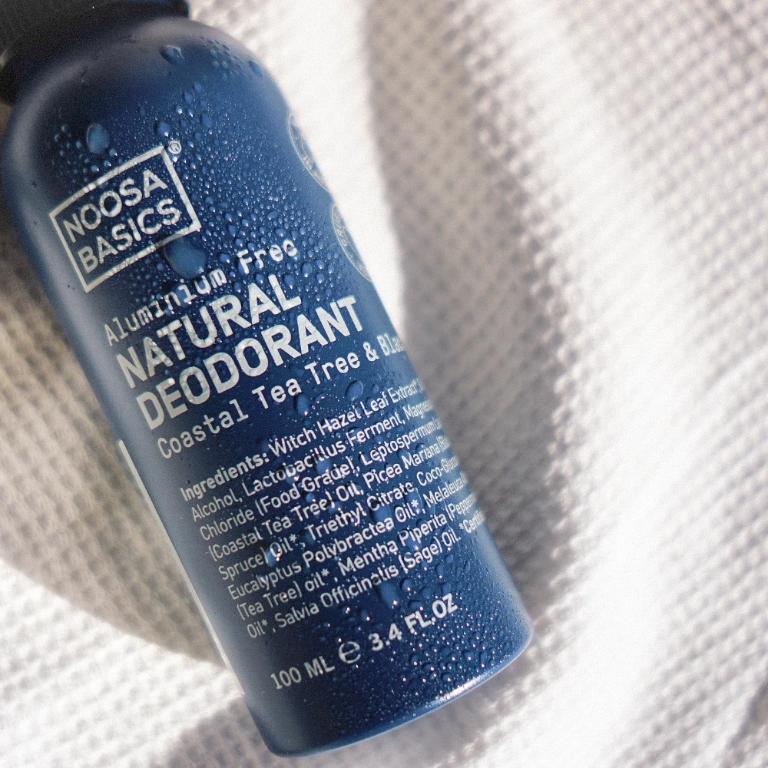 NOOSA
BASICS®
Aluminium Free
NATURAL
DEODORANT
Coastal Tea Tree &
Ingredients: Witch Hazel Leaf Extract
Alcohol, Lactobacillus Ferment,
Chloride (Food Grade), Leptospermum
(Coastal Tea Tree) Oil, Picea Mariana
Spruce) Oil*, Triethyl Citrate,
Eucalyptus Polybractea Oil*,
(Tea Tree) oil*, Mentha Piperita
Oil*, Salvia Officinalis (Sage) Oil.
100 ML ℮ 3.4 FL.OZ